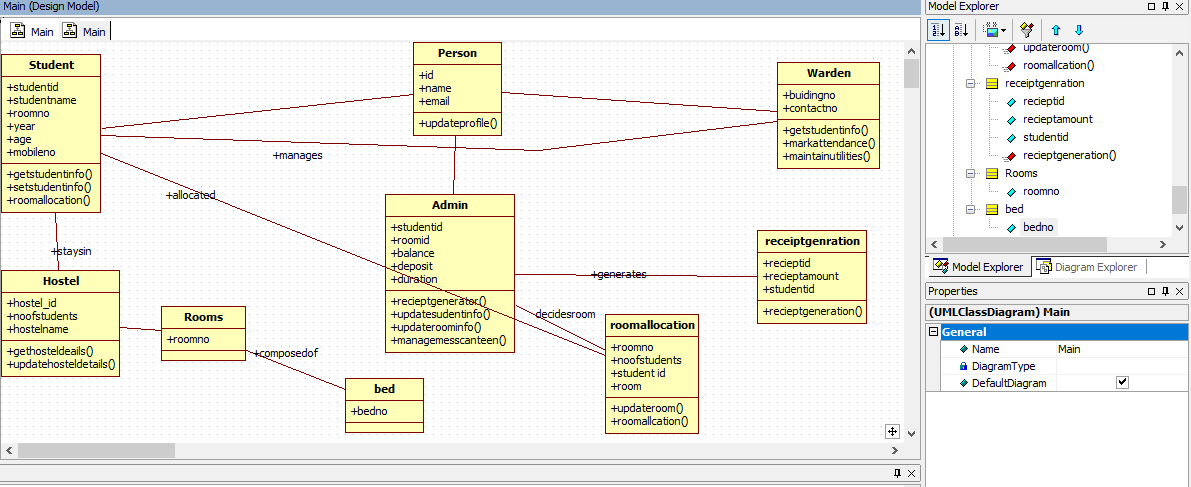 Main (Design Model)
Main
Main
Student
+studentid
+studentname
+roomno
+year
+age
+mobileno
+getstudentinfo()
+setstudentinfo()
+roomallocation()
Person
+id
+name
+email
+updateprofile()
Warden
+buidingno
+contactno
+getstudentinfo()
+markattendance()
+maintainutilities()
+manages
+allocated
+staysin
Admin
+studentid
+roomid
+balance
+deposit
+duration
+recieptgenerator()
+updatesudentinfo()
+updateroominfo()
+managemesscanteen()
+generates
receiptgenration
+recieptid
+recieptamount
+studentid
+recieptgeneration()
Hostel
+hostel_id
+noofstudents
+hostelname
+gethosteldeails()
+updatehosteldetails()
Rooms
+roomno
+composedof
bed
+bedno
decidesroom
roomallocation
+roomno
+noofstudents
+student id
+room
+updateroom()
+roomallcation()
Model Explorer
updateroom()
roomallcation()
receiptgenration
recieptid
recieptamount
studentid
recieptgeneration()
Rooms
roomno
bed
bedno
Model Explorer
Diagram Explorer
Properties
(UMLClassDiagram) Main
General
Name Main
DiagramType
DefaultDiagram